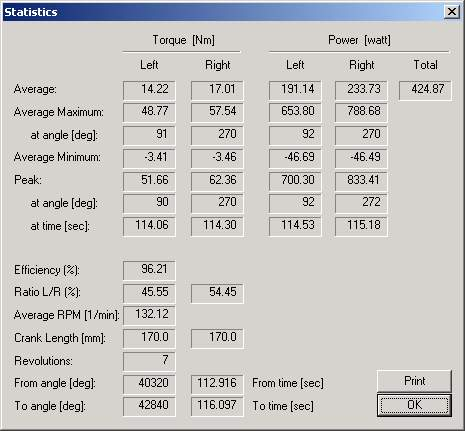 Statistics
Torque [Nm] Power [watt]
Left Right Left Right Total
Average: 14.22 17.01 191.14 233.73 424.87
Average Maximum: 48.77 57.54 653.80 788.68
at angle [deg]: 91 270 92 270
Average Minimum: -3.41 -3.46 -46.69 -46.49
Peak: 51.66 62.36 700.30 833.41
at angle [deg]: 90 270 92 272
at time [sec]: 114.06 114.30 114.53 115.18
Efficiency (%): 96.21
Ratio L/R (%): 45.55 54.45
Average RPM [1/min]: 132.12
Crank Length [mm]: 170.0 170.0
Revolutions: 7
From angle [deg]: 40320 112.916 From time [sec] Print
To angle [deg]: 42840 116.097 To time [sec] OK